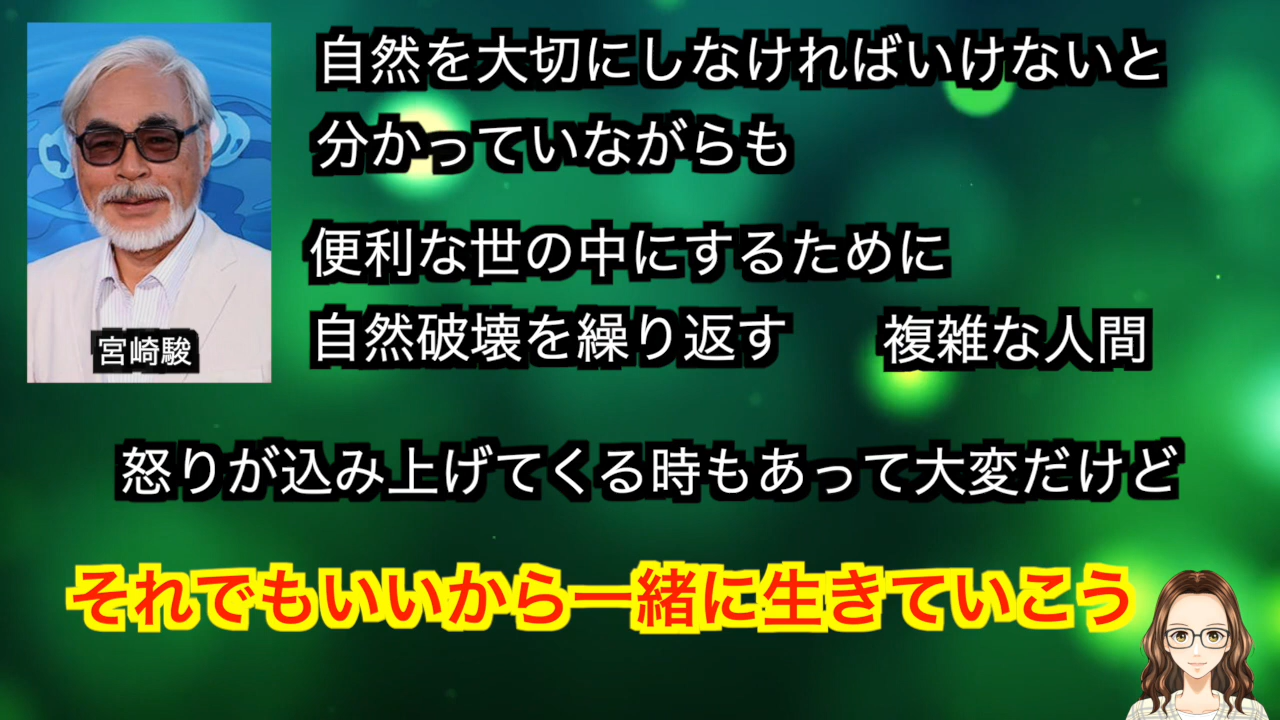 自然を大切にしなければいけないと
分かっていながらも
便利な世の中にするために
自然破壊を繰り返す 複雑な人間
宮崎駿
怒りが込み上げてくる時もあって大変だけど
それでもいいから一緒に生きていこう